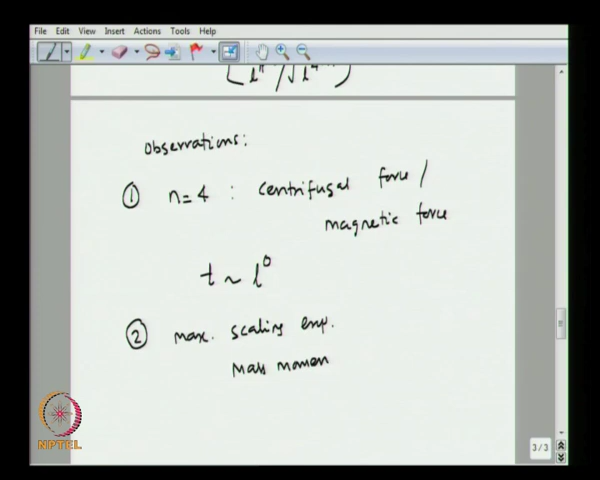 File Edit View Insert Actions Tools Help
Observations:
① n=4 : centrifugal force /
magnetic force
t ~ l⁰
② max. scaling exp.
Mass momen
NPTEL
3/3